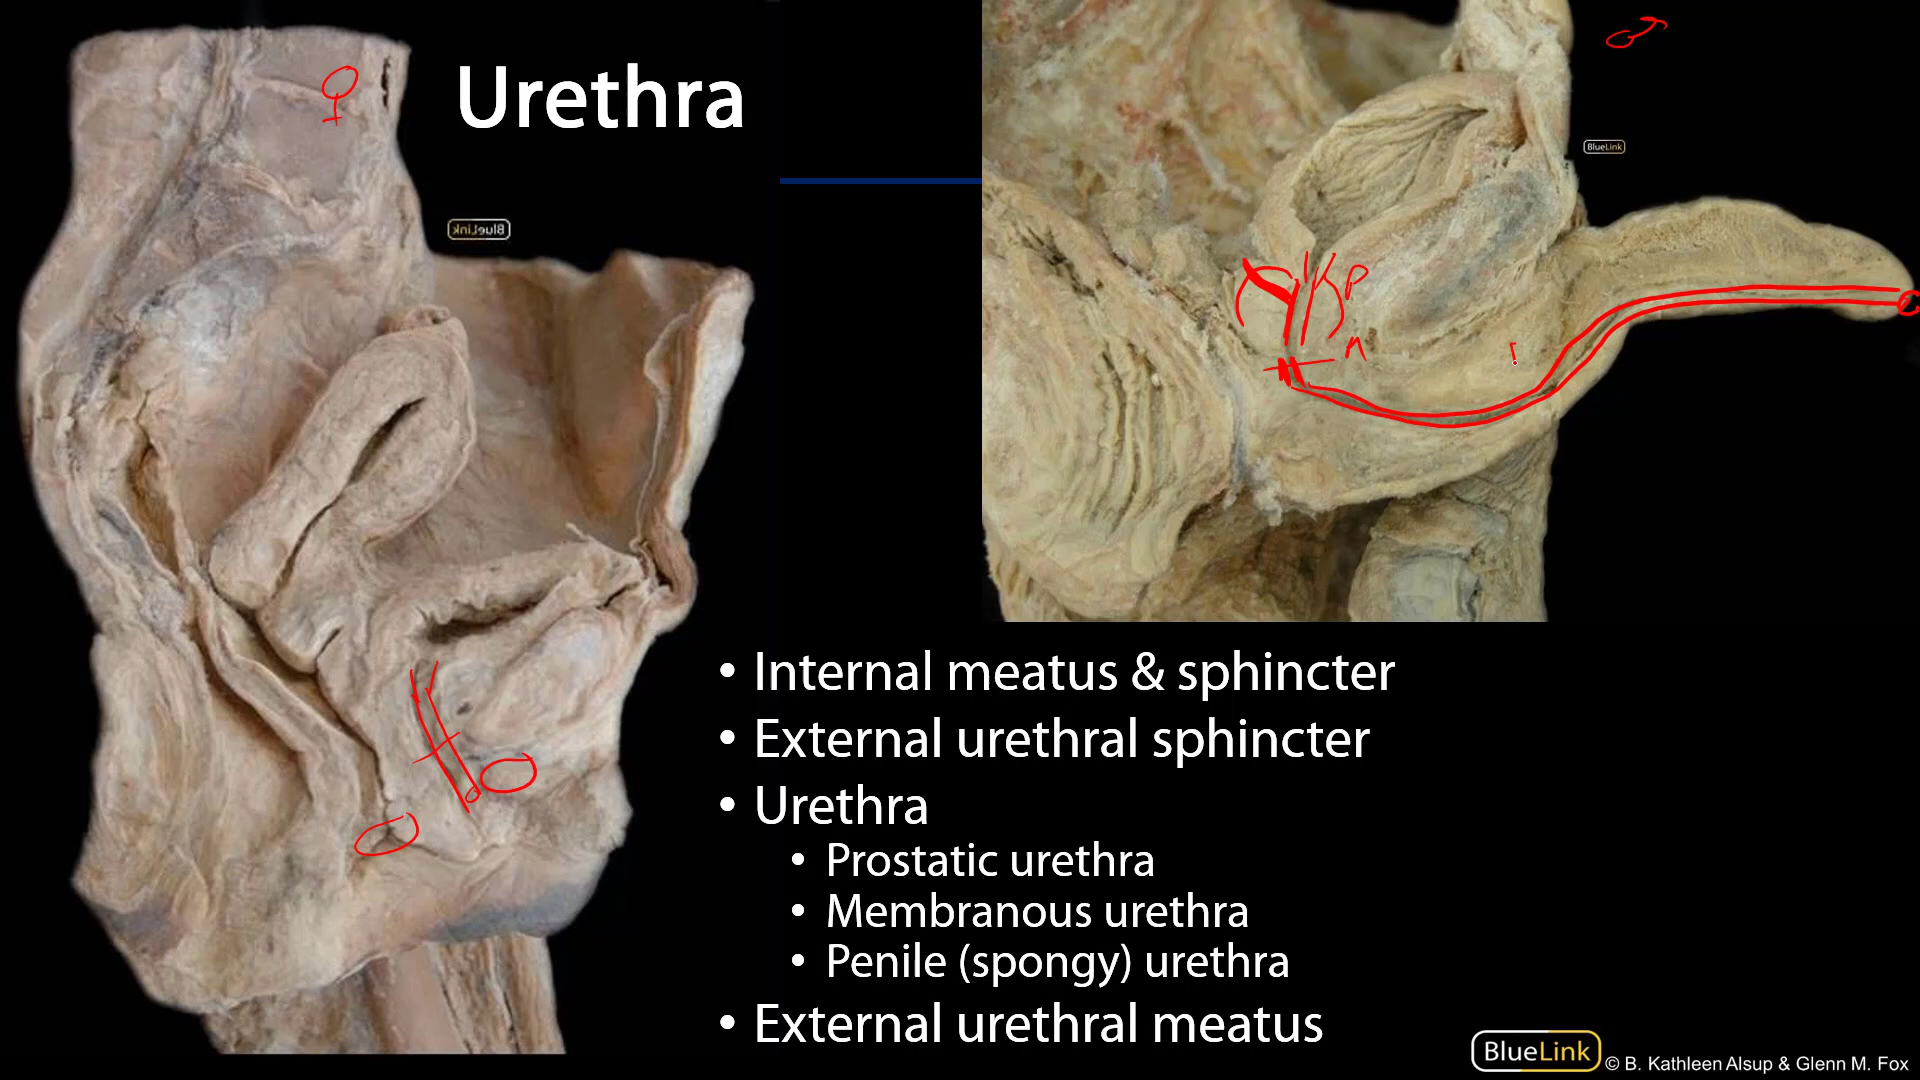 ♀
Urethra
♂
BlueLink
BlueLink
P
m
• Internal meatus & sphincter
• External urethral sphincter
• Urethra
• Prostatic urethra
• Membranous urethra
• Penile (spongy) urethra
• External urethral meatus
BlueLink © B. Kathleen Alsup & Glenn M. Fox